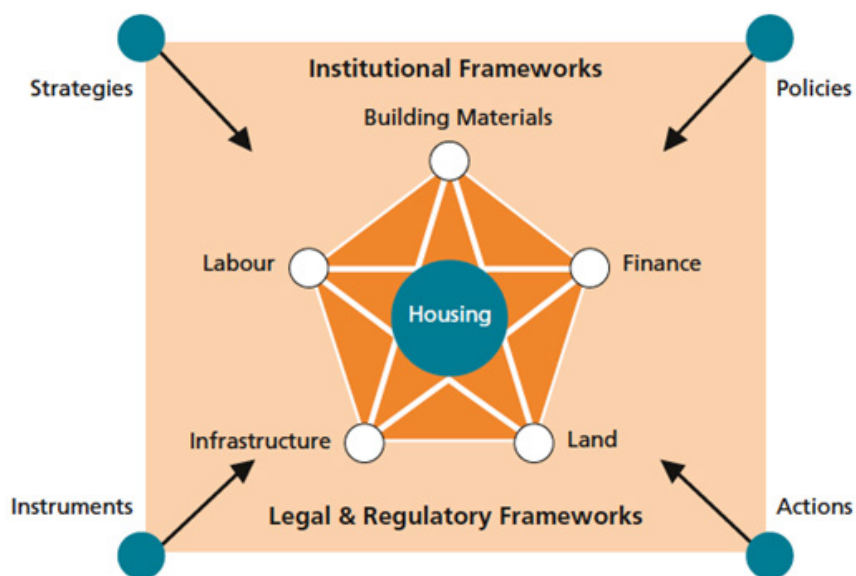 Institutional Frameworks
Strategies
Policies
Building Materials
Labour
Finance
Housing
Infrastructure
Land
Instruments
Legal & Regulatory Frameworks
Actions